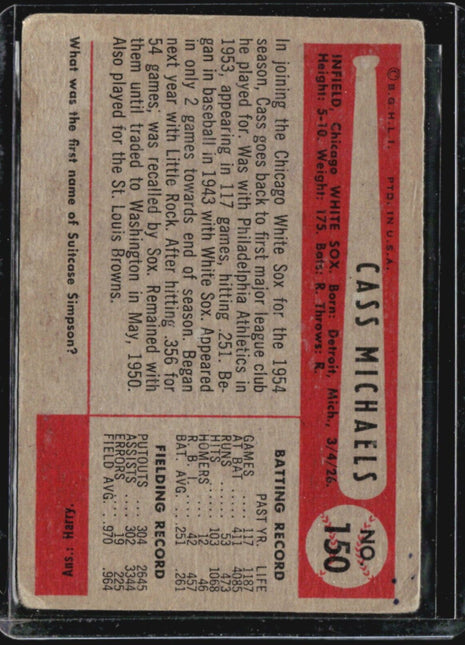 © B.G.H.L.I. PTD. IN U.S.A.
CASS MICHAELS
NO.
150
INFIELD, Chicago WHITE SOX. Born: Detroit, Mich., 3/4/26.
Height: 5-10. Weight: 175. Bats: R. Throws: R.
In joining the Chicago White Sox for the 1954
season, Cass goes back to first major league club
he played for. Was with Philadelphia Athletics in
1953, appearing in 117 games, hitting .251. Be-
gan in baseball in 1943 with White Sox. Appeared
in only 2 games towards end of season. Began
next year with Little Rock. After hitting .356 for
54 games, was recalled by Sox. Remained with
them until traded to Washington in May, 1950.
Also played for the St. Louis Browns.
BATTING RECORD
PAST YR. LIFE
GAMES 117 1187
AT BAT 411 4085
RUNS 53 473
HITS 103 1068
HOMERS 12 46
R. B. I. 42 457
BAT. AVG. .251 .261
FIELDING RECORD
PUTOUTS 304 2645
ASSISTS 302 3344
ERRORS 19 225
FIELD AVG. .970 .964
What was the first name of Suitcase Simpson?
Ans: Harry.